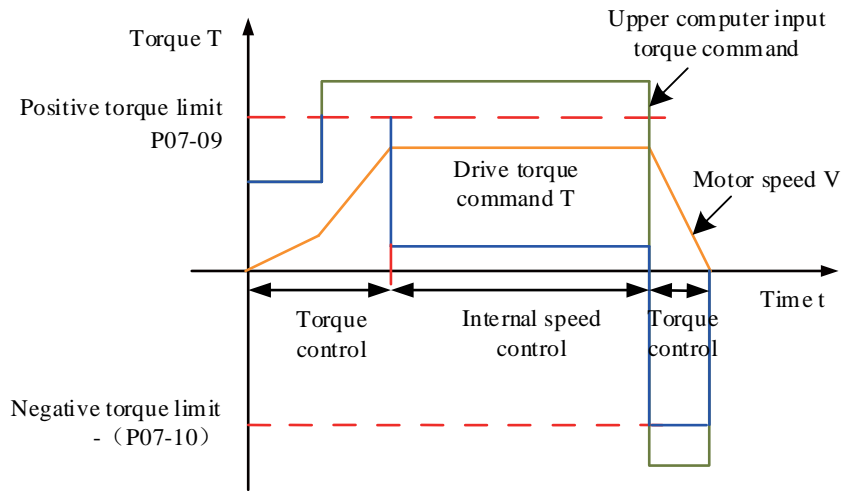 Upper computer input
torque command
Torque T
Positive torque limit
P07-09
Drive torque
command T
Motor speed V
Time t
Torque
control
Internal speed
control
Torque
control
Negative torque limit
-（P07-10）